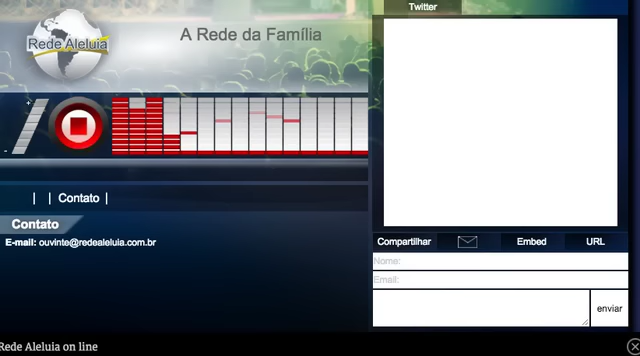 Twitter
A Rede da Família
Rede Aleluia
| | Contato |
Contato
E-mail: ouvinte@redealeluia.com.br
Compartilhar Embed URL
Nome:
Email:
enviar
Rede Aleluia on line